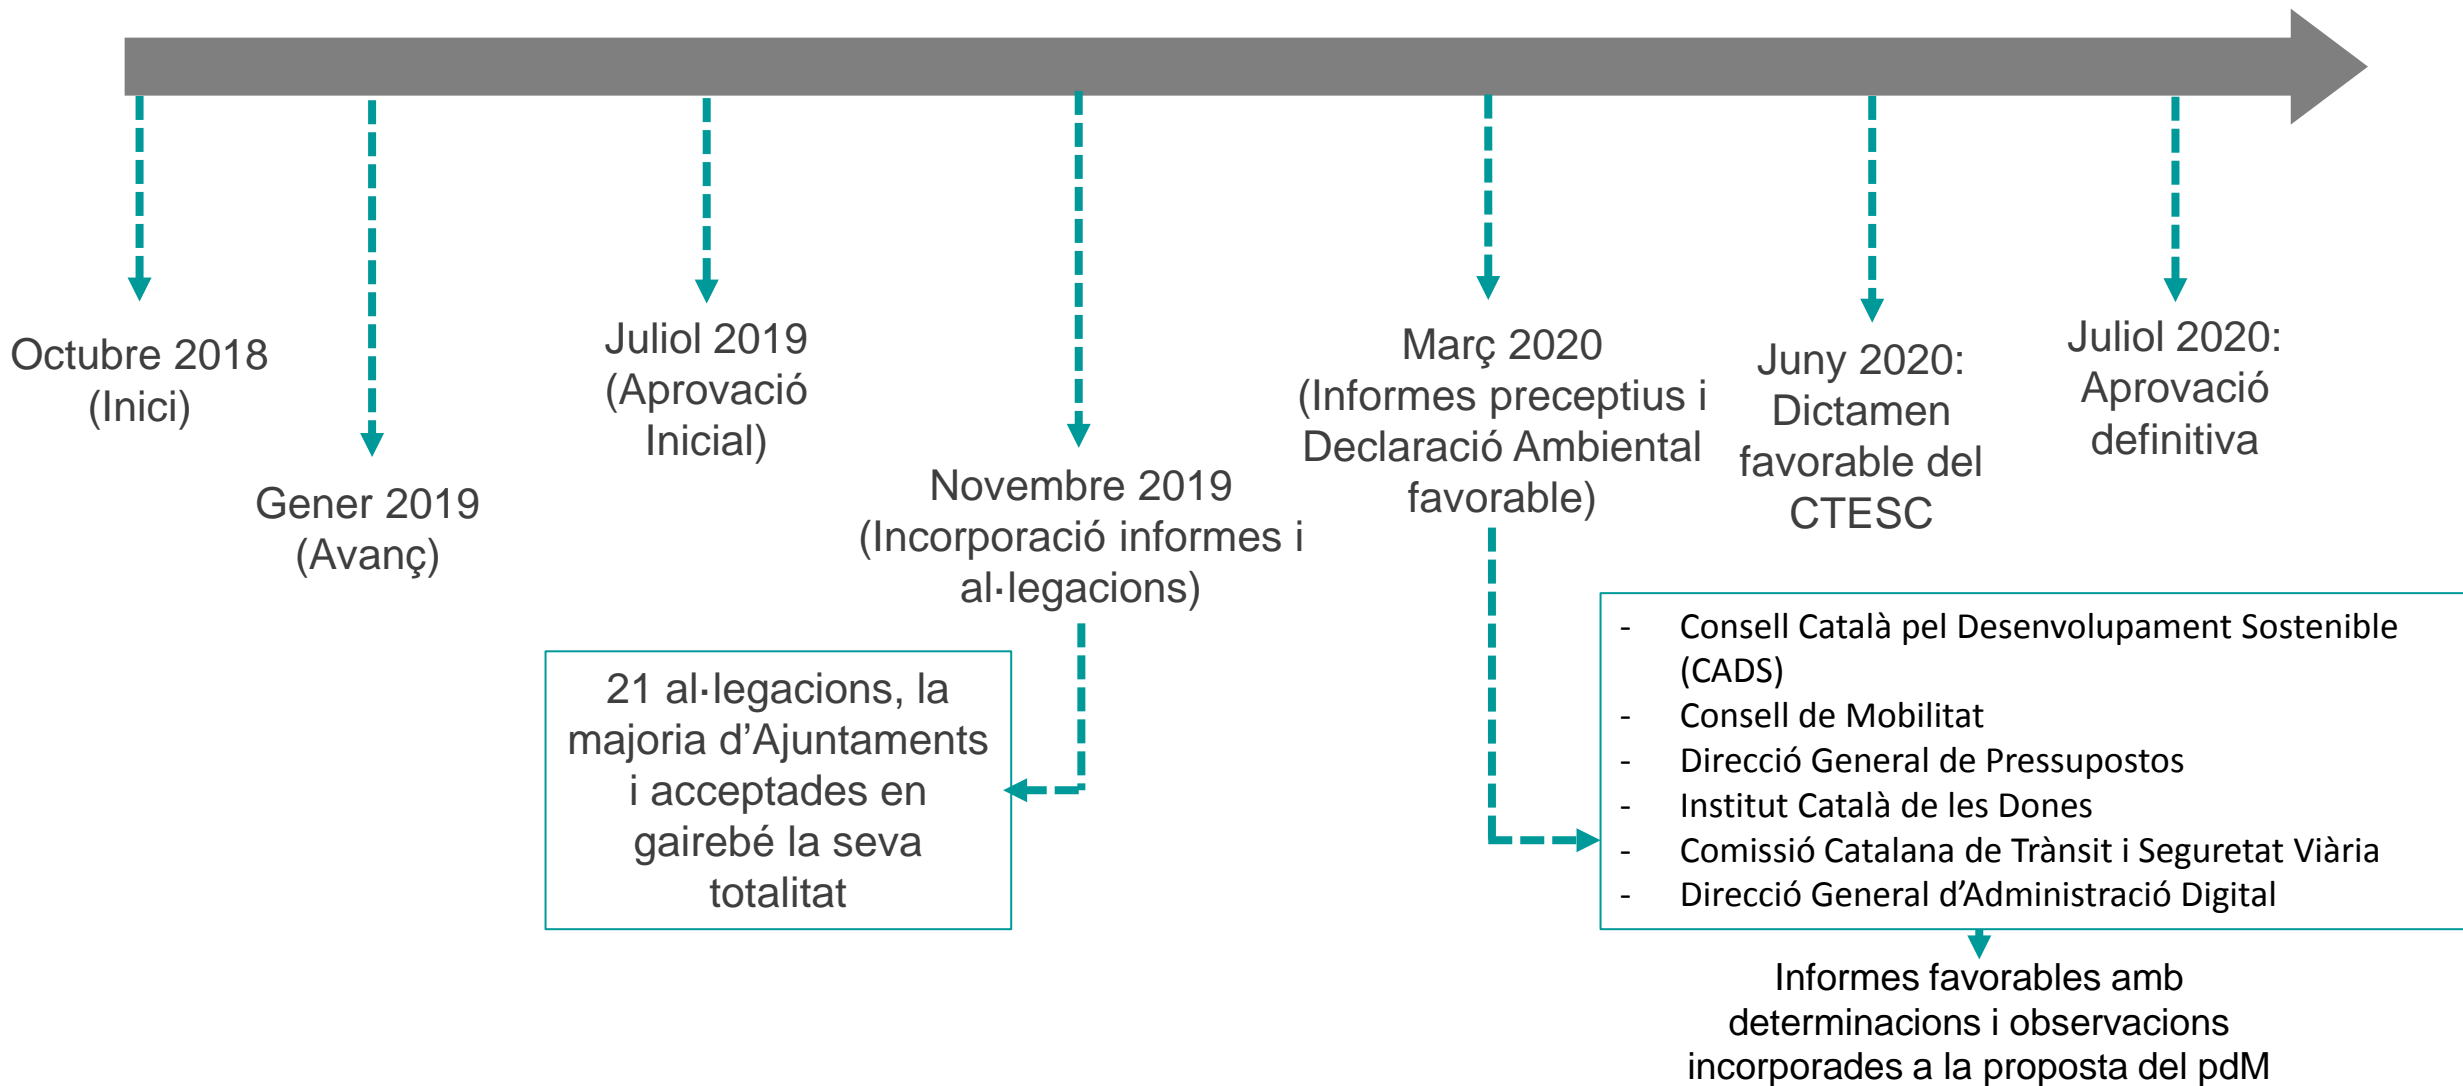 Octubre 2018
(Inici)
Gener 2019
(Avanç)
Juliol 2019
(Aprovació
Inicial)
Novembre 2019
(Incorporació informes i
al·legacions)
21 al·legacions, la
majoria d’Ajuntaments
i acceptades en
gairebé la seva
totalitat
Març 2020
(Informes preceptius i
Declaració Ambiental
favorable)
- Consell Català pel Desenvolupament Sostenible
(CADS)
- Consell de Mobilitat
- Direcció General de Pressupostos
- Institut Català de les Dones
- Comissió Catalana de Trànsit i Seguretat Viària
- Direcció General d’Administració Digital
Informes favorables amb
determinacions i observacions
incorporades a la proposta del pdM
Juny 2020:
Dictamen
favorable del
CTESC
Juliol 2020:
Aprovació
definitiva